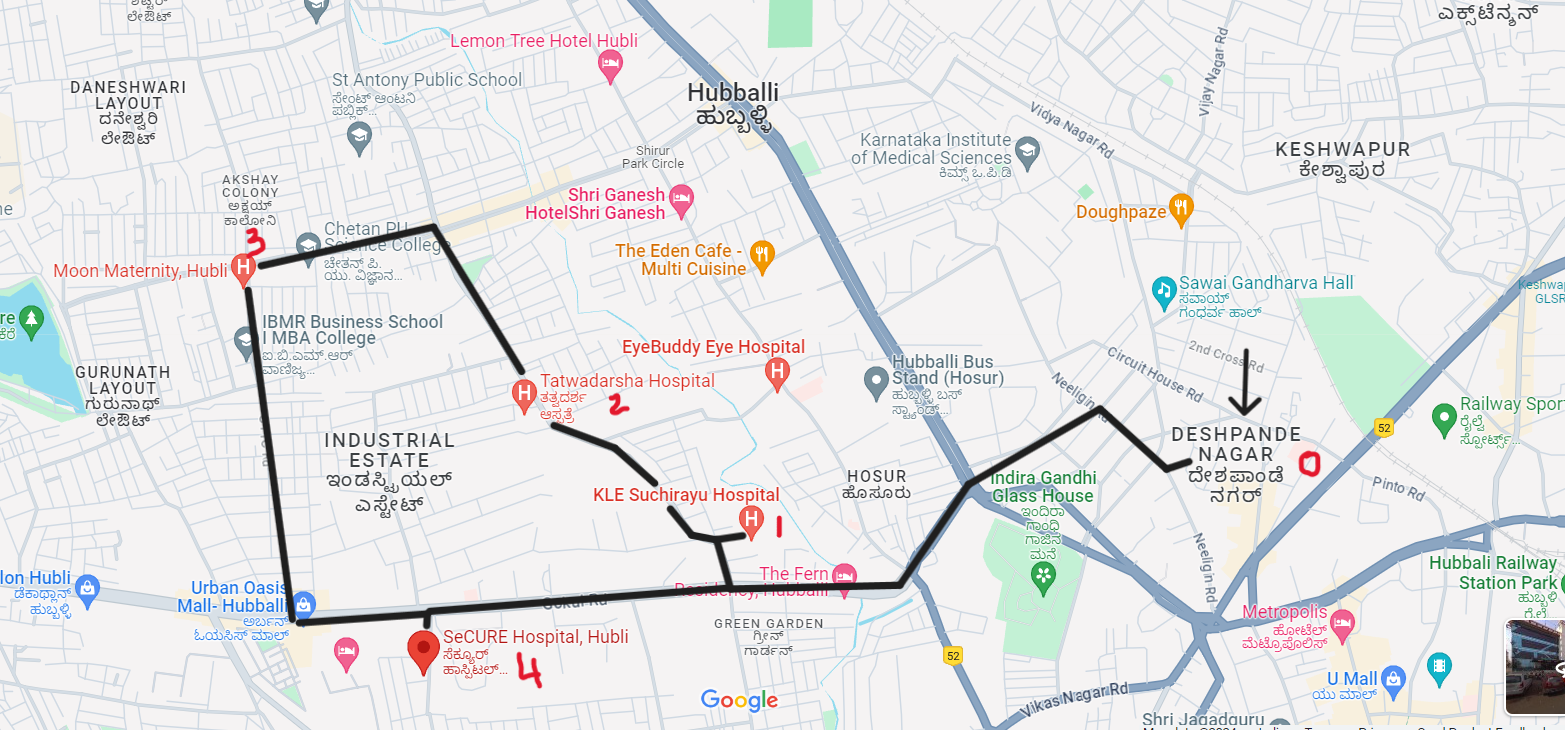 ಲೇಔಟ್
ಎಕ್ಸ್‌ಟೆನ್ಶನ್
Lemon Tree Hotel Hubli
Vijay Nagar Rd
St Antony Public School
ಸೇಂಟ್ ಆಂಟನಿ
ಪಬ್ಲಿಕ್...
DANESHWARI
LAYOUT
ದನೇಶ್ವರಿ
ಲೇಔಟ್
Hubballi
ಹುಬ್ಬಳ್ಳಿ
Vidya Nagar Rd
Karnataka Institute
of Medical Sciences
ಕಿಮ್ಸ್ ಒ.ಪಿ.ಡಿ
KESHWAPUR
ಕೇಶ್ವಾಪುರ
Shirur
Park Circle
AKSHAY
COLONY
ಅಕ್ಷಯ್
ಕಾಲೋನಿ
Shri Ganesh
HotelShri Ganesh
Doughpaze
3
Chetan PU
Science College
ಚೇತನ್ ಪಿ.
ಯು. ವಿಜ್ಞಾನ...
The Eden Cafe -
Multi Cuisine
Moon Maternity, Hubli
H
Sawai Gandharva Hall
ಸವಾಯ್
ಗಂಧರ್ವ ಹಾಲ್
GLSR
IBMR Business School
I MBA College
ಐ.ಬಿ.ಎಮ್.ಆರ್
ವಾಣಿಜ್ಯ...
EyeBuddy Eye Hospital
H
2nd Cross Rd
Circuit House Rd
Hubballi Bus
Stand (Hosur)
ಹುಬ್ಬಳ್ಳಿ ಬಸ್
ಸ್ಟ್ಯಾಂಡ್...
GURUNATH
LAYOUT
ಗುರುನಾಥ್
ಲೇಔಟ್
Tatwadarsha Hospital
ತತ್ವದರ್ಶ
ಆಸ್ಪತ್ರೆ
H
2
Neeligin Rd
52
INDUSTRIAL
ESTATE
ಇಂಡಸ್ಟ್ರಿಯಲ್
ಎಸ್ಟೇಟ್
DESHPANDE
NAGAR
ದೇಶಪಾಂಡೆ
ನಗರ್
0
Pinto Rd
HOSUR
ಹೊಸೂರು
Indira Gandhi
Glass House
ಇಂದಿರಾ
ಗಾಂಧಿ
ಗಾಜಿನ
ಮನೆ
KLE Suchirayu Hospital
H
1
Neeligin Rd
Hubballi Railway
Station Park
The Fern
Residency, Hubballi
ಡೆಕಾಥ್ಲಾನ್
ಹುಬ್ಬಳ್ಳಿ
Urban Oasis
Mall- Hubballi
ಅರ್ಬನ್
ಓಯಸಿಸ್ ಮಾಲ್
Gokul Rd
GREEN GARDEN
ಗ್ರೀನ್
ಗಾರ್ಡನ್
Metropolis
ಹೋಟೆಲ್
ಮೆಟ್ರೊಪೊಲಿಸ್
SeCURE Hospital, Hubli
ಸೆಕ್ಯೂರ್
ಹಾಸ್ಪಿಟಲ್...
4
52
U Mall
ಯು ಮಾಲ್
Google
Vikas Nagar Rd
Shri Jagadguru